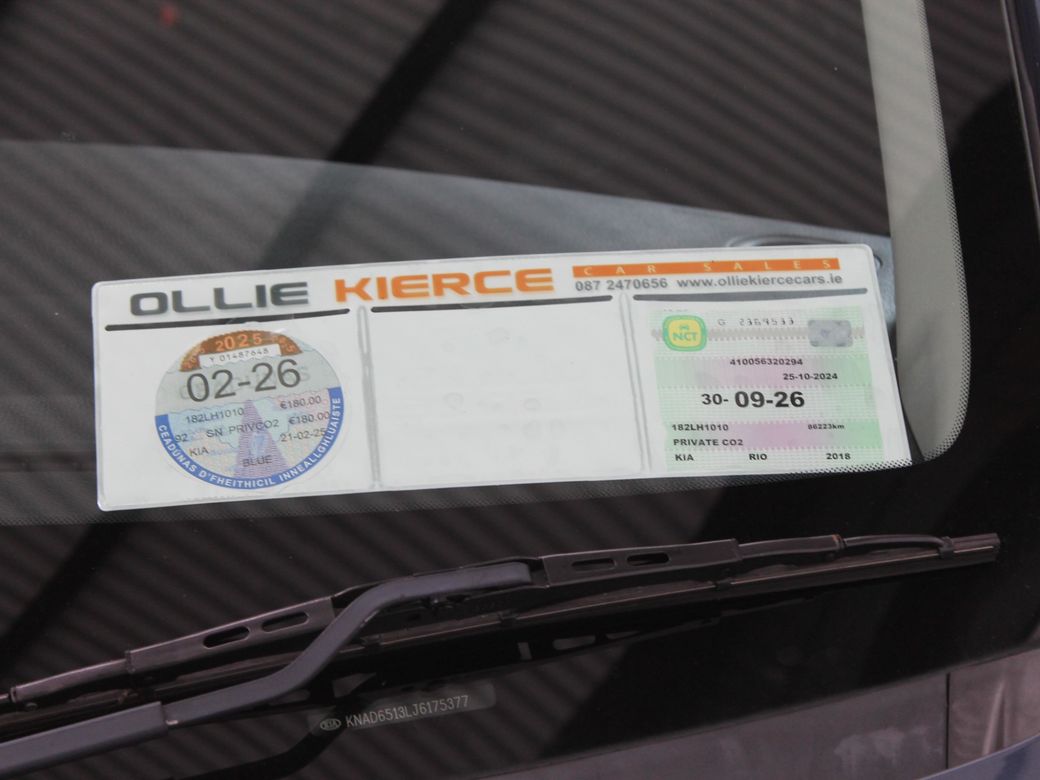 OLLIE KIERCE
CAR SALES
087 2470656 www.olliekiercecars.ie
2025
Y 01487648
02-26
182LH1010 €180.00
92 SN PRIVCO2 €180.00
KIA 21-02-25
BLUE
CEADÚNAS D'FHEITHICIL INNEALLGHLUAISTE
NCT
G 2369533
410056320294
25-10-2024
30- 09-26
182LH1010 86223km
PRIVATE CO2
KIA RIO 2018
KIA KNAD6513LJ6175377